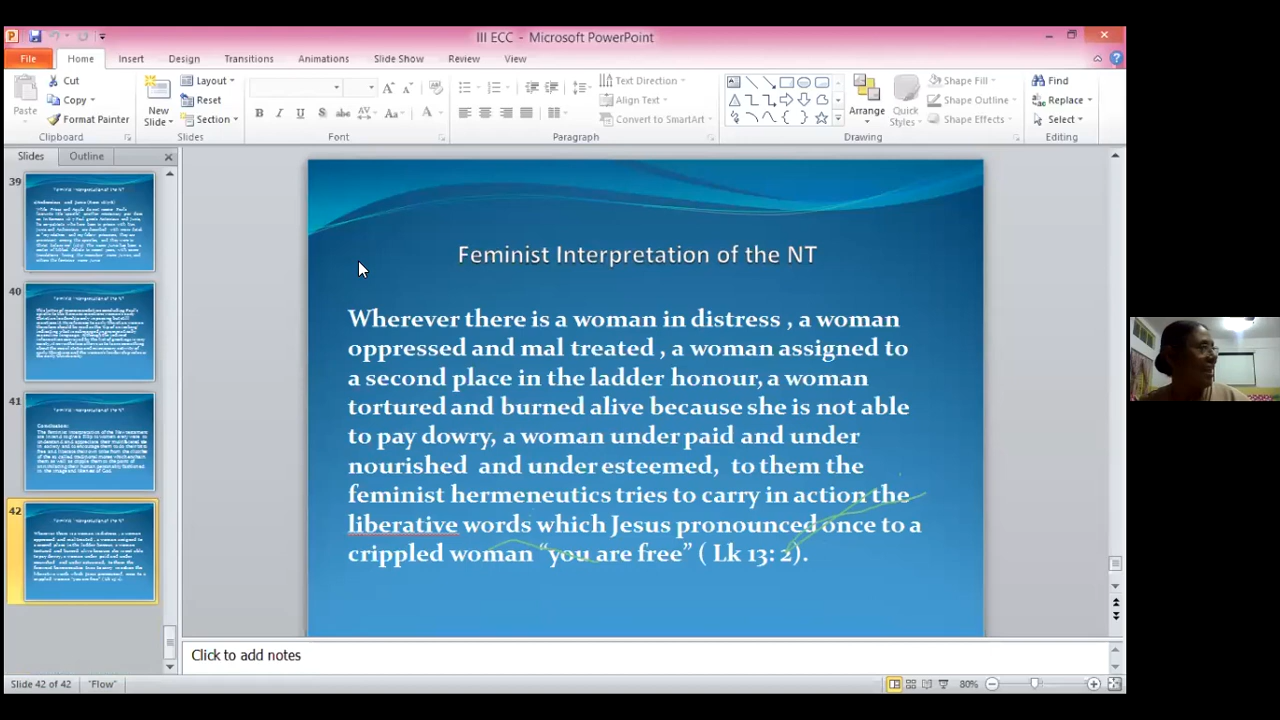 III ECC - Microsoft PowerPoint
File Home Insert Design Transitions Animations Slide Show Review View
Cut
Copy
Format Painter
Paste
Clipboard
New
Slide
Layout
Reset
Section
Slides
Font
Text Direction
Align Text
Convert to SmartArt
Paragraph
Arrange
Quick
Styles
Shape Fill
Shape Outline
Shape Effects
Drawing
Find
Replace
Select
Editing
Slides Outline
39
40
41
42
Feminist Interpretation of the NT
Wherever there is a woman in distress , a woman
oppressed and mal treated , a woman assigned to
a second place in the ladder honour, a woman
tortured and burned alive because she is not able
to pay dowry, a woman under paid and under
nourished and under esteemed, to them the
feminist hermeneutics tries to carry in action the
liberative words which Jesus pronounced once to a
crippled woman “you are free” ( Lk 13: 2).
Click to add notes
Slide 42 of 42 "Flow" 80%